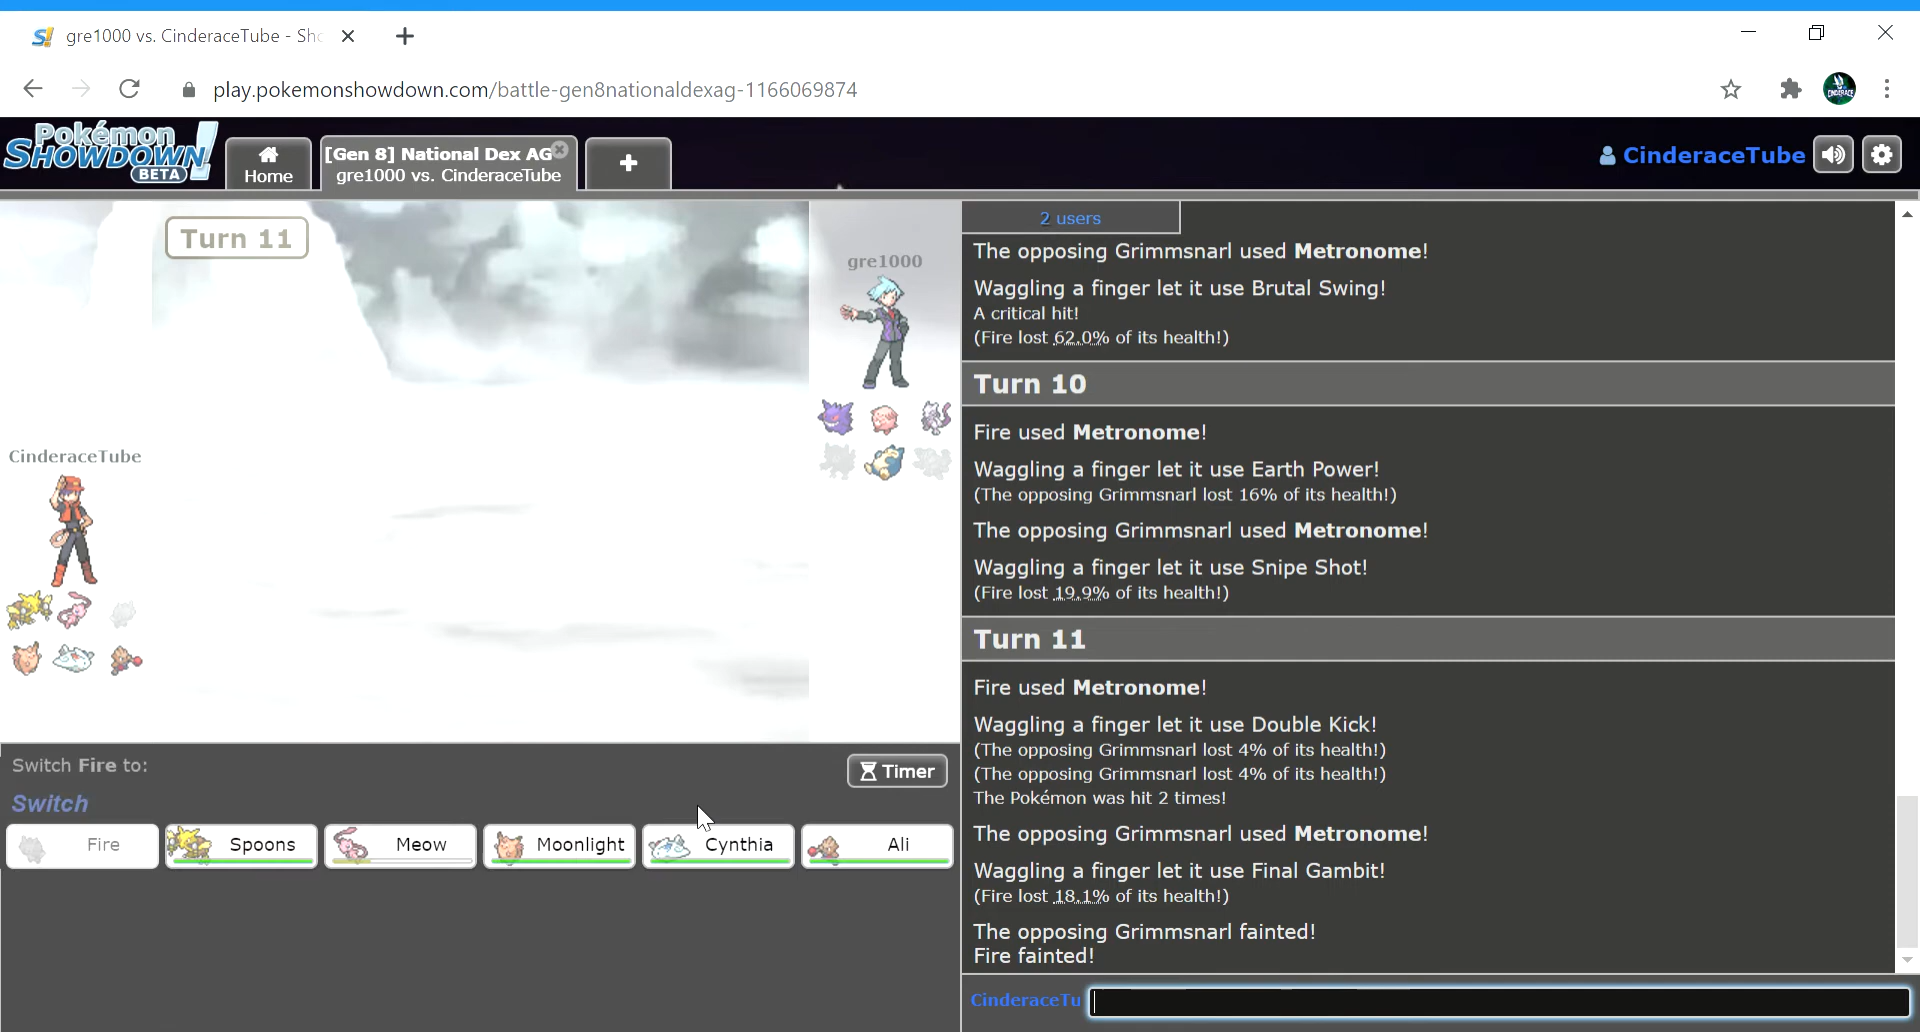 gre1000 vs. CinderaceTube - Sho
play.pokemonshowdown.com/battle-gen8nationaldexag-1166069874
Pokémon
SHOWDOWN!
BETA
Home
[Gen 8] National Dex AG
gre1000 vs. CinderaceTube
CinderaceTube
Turn 11
gre1000
CinderaceTube
Switch Fire to:
Timer
Switch
Fire
Spoons
Meow
Moonlight
Cynthia
Ali
2 users
The opposing Grimmsnarl used Metronome!
Waggling a finger let it use Brutal Swing!
A critical hit!
(Fire lost 62.0% of its health!)
Turn 10
Fire used Metronome!
Waggling a finger let it use Earth Power!
(The opposing Grimmsnarl lost 16% of its health!)
The opposing Grimmsnarl used Metronome!
Waggling a finger let it use Snipe Shot!
(Fire lost 19.9% of its health!)
Turn 11
Fire used Metronome!
Waggling a finger let it use Double Kick!
(The opposing Grimmsnarl lost 4% of its health!)
(The opposing Grimmsnarl lost 4% of its health!)
The Pokémon was hit 2 times!
The opposing Grimmsnarl used Metronome!
Waggling a finger let it use Final Gambit!
(Fire lost 18.1% of its health!)
The opposing Grimmsnarl fainted!
Fire fainted!
CinderaceTu